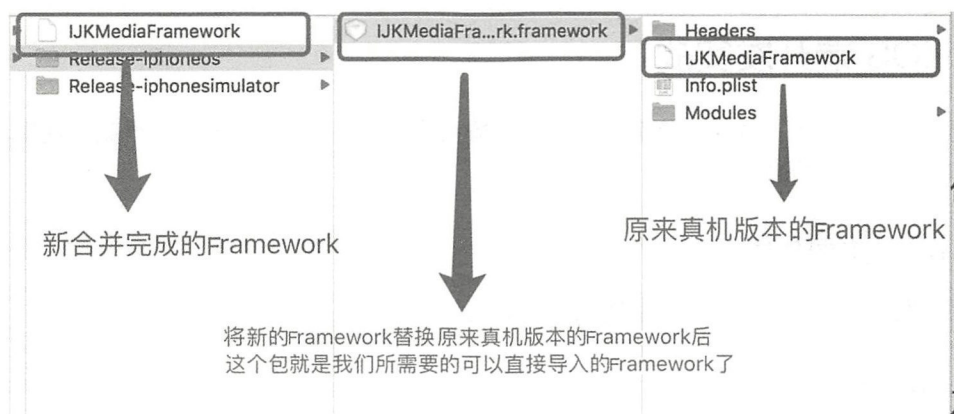 IJKMediaFramework
Release-iphoneos
Release-iphonesimulator
IJKMediaFra...rk.framework
Headers
IJKMediaFramework
Info.plist
Modules
新合并完成的Framework
原来真机版本的Framework
将新的Framework替换原来真机版本的Framework后
这个包就是我们所需要的可以直接导入的Framework了